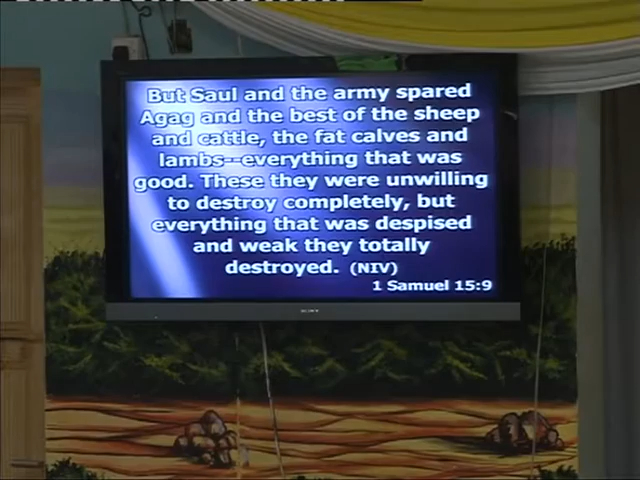 But Saul and the army spared
Agag and the best of the sheep
and cattle, the fat calves and
lambs--everything that was
good. These they were unwilling
to destroy completely, but
everything that was despised
and weak they totally
destroyed. (NIV)
1 Samuel 15:9
SONY